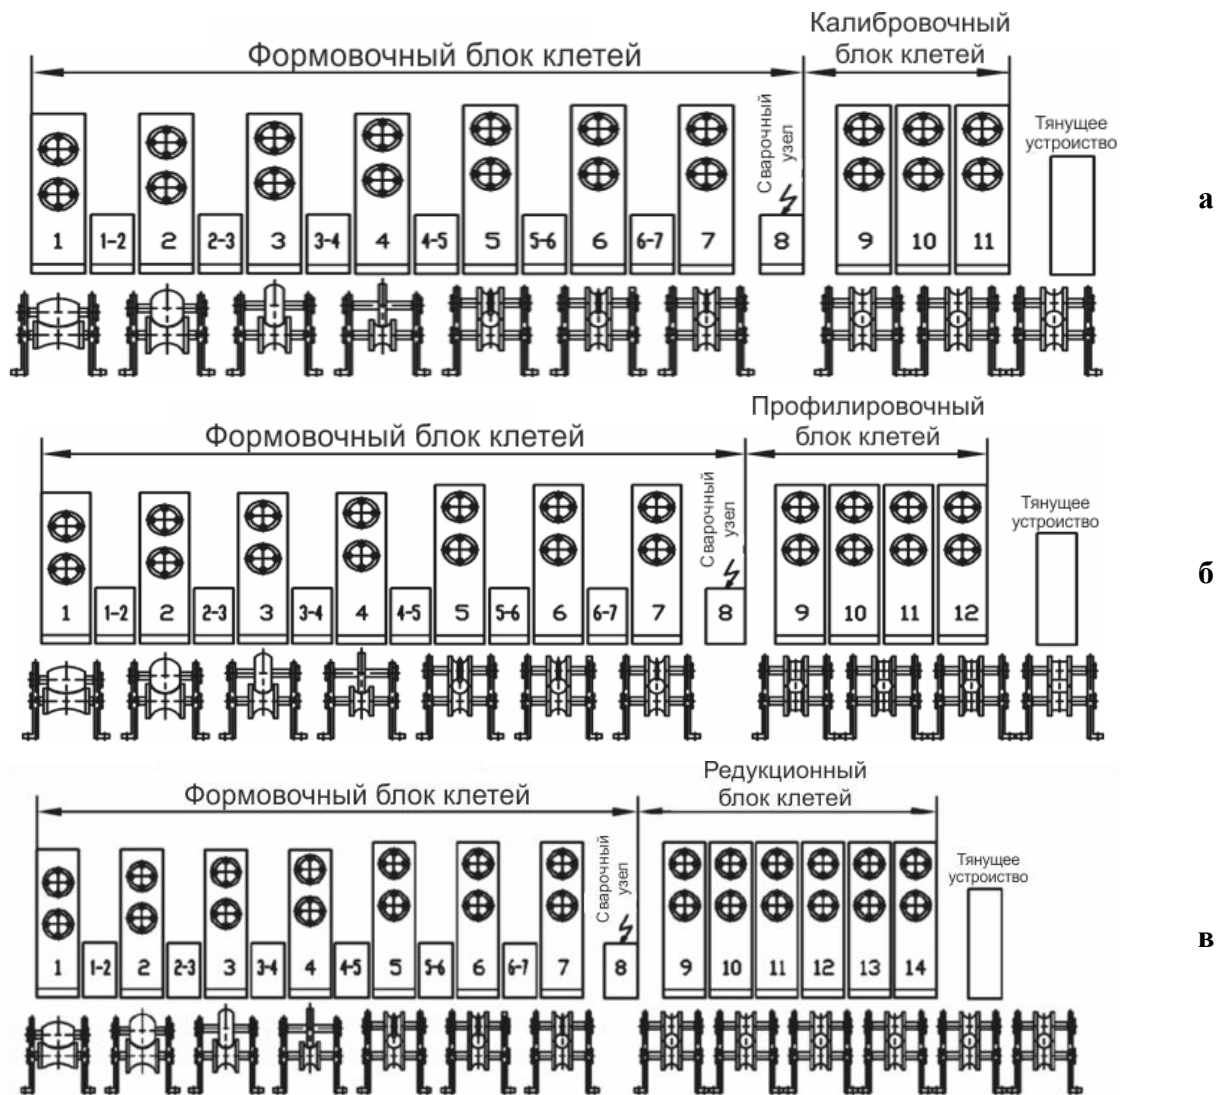 Формовочный блок клетей
Калибровочный
блок клетей
Сварочный
узел
Тянущее
устроиство
1
1-2
2
2-3
3
3-4
4
4-5
5
5-6
6
6-7
7
8
9
10
11
а
Формовочный блок клетей
Профилировочный
блок клетей
Сварочный
узел
Тянущее
устроиство
1
1-2
2
2-3
3
3-4
4
4-5
5
5-6
6
6-7
7
8
9
10
11
12
б
Формовочный блок клетей
Редукционный
блок клетей
Сварочный
узел
Тянущее
устроиство
1
1-2
2
2-3
3
3-4
4
4-5
5
5-6
6
6-7
7
8
9
10
11
12
13
14
в